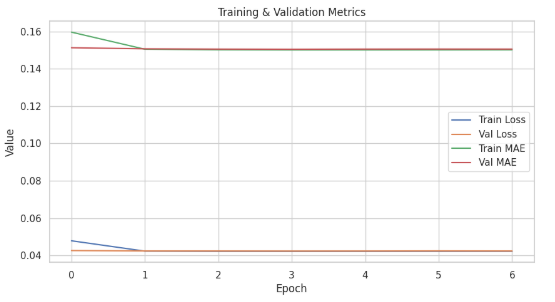 Training & Validation Metrics
0.16
0.14
0.12
0.10
0.08
0.06
0.04
Value
Train Loss
Val Loss
Train MAE
Val MAE
0 1 2 3 4 5 6
Epoch